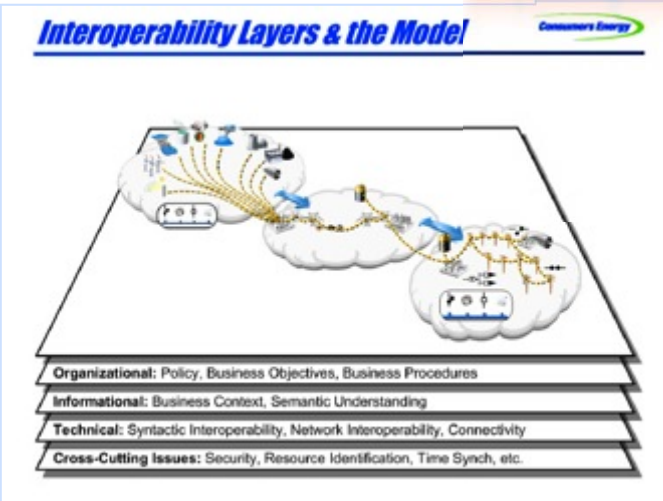 Interoperability Layers & the Model
Consumers Energy
Organizational: Policy, Business Objectives, Business Procedures
Informational: Business Context, Semantic Understanding
Technical: Syntactic Interoperability, Network Interoperability, Connectivity
Cross-Cutting Issues: Security, Resource Identification, Time Synch, etc.